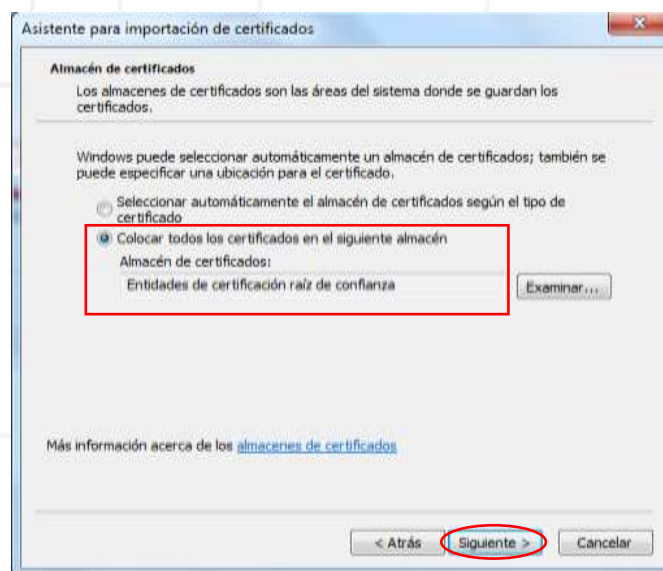 Asistente para importación de certificados
Almacén de certificados
Los almacenes de certificados son las áreas del sistema donde se guardan los
certificados.
Windows puede seleccionar automáticamente un almacén de certificados; también se
puede especificar una ubicación para el certificado.
Seleccionar automáticamente el almacén de certificados según el tipo de
certificado
Colocar todos los certificados en el siguiente almacén
Almacén de certificados:
Entidades de certificación raíz de confianza
Examinar...
Más información acerca de los almacenes de certificados
< Atrás
Siguiente >
Cancelar